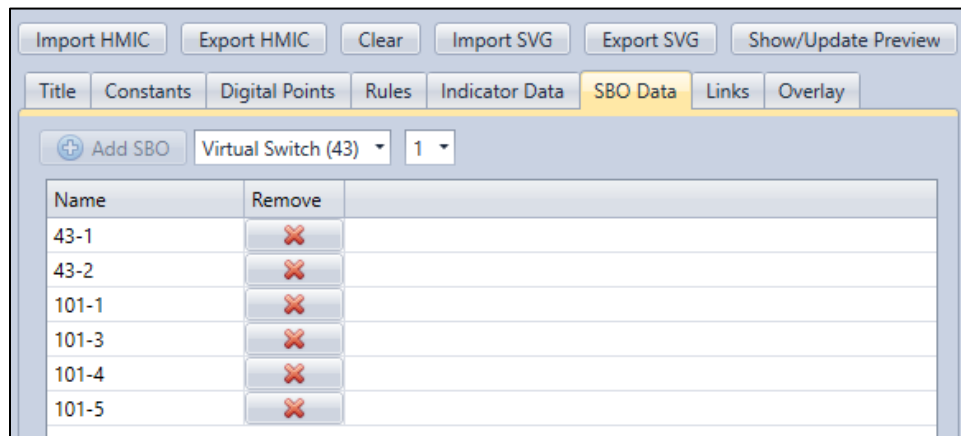 Import HMIC Export HMIC Clear Import SVG Export SVG Show/Update Preview
Title Constants Digital Points Rules Indicator Data SBO Data Links Overlay
Add SBO Virtual Switch (43) 1
Name Remove
43-1
43-2
101-1
101-3
101-4
101-5